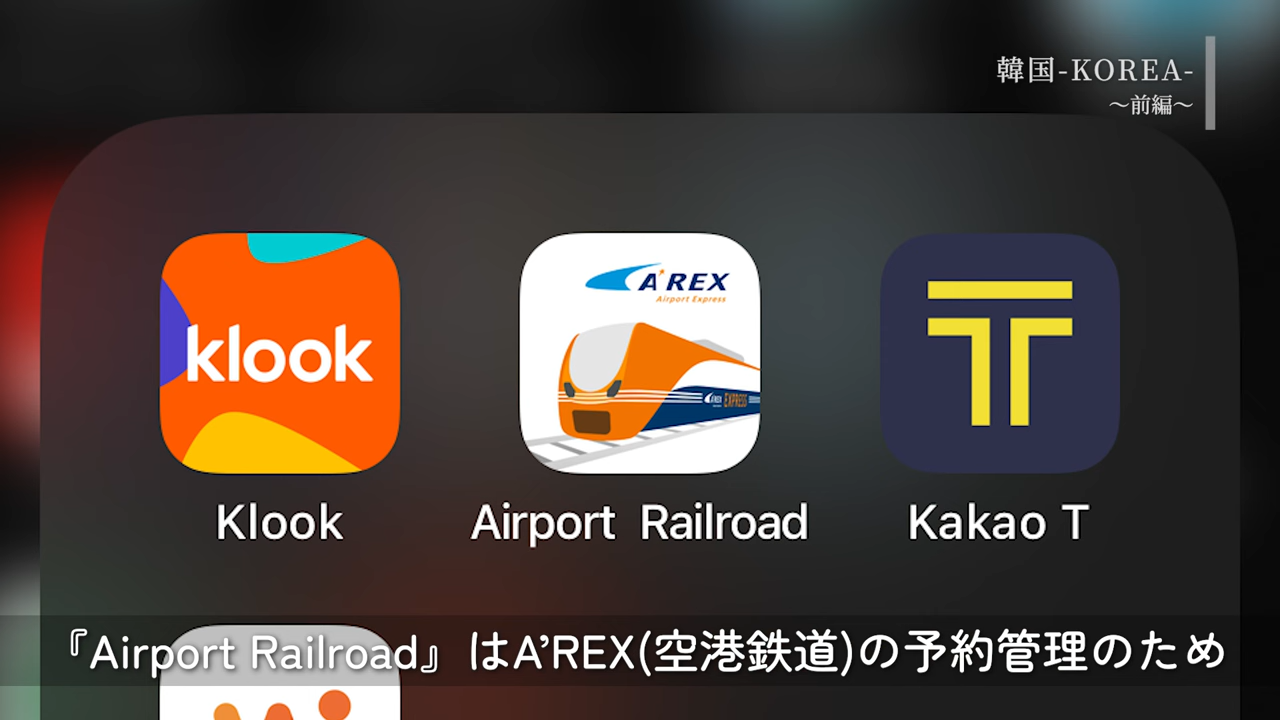 韓国-KOREA-
〜前編〜
klook
A'REX
Airport Express
Klook
Airport Railroad
Kakao T
『Airport Railroad』はA’REX(空港鉄道)の予約管理のため